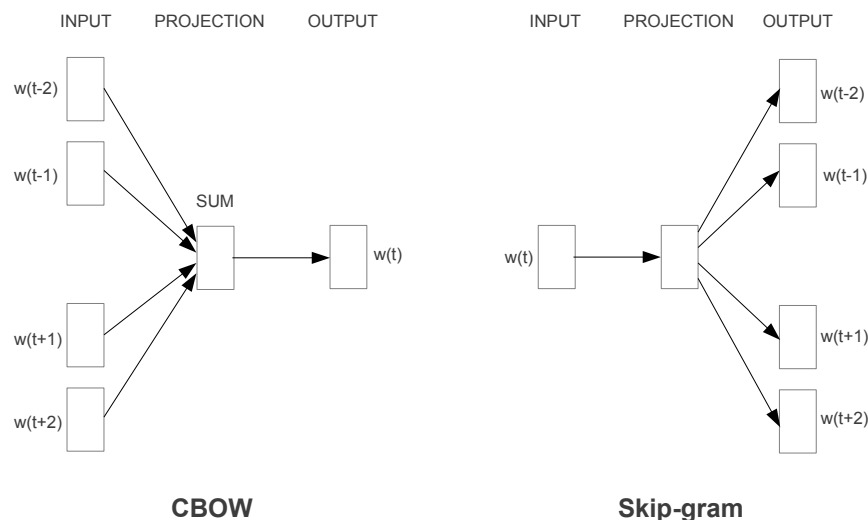 INPUT PROJECTION OUTPUT
w(t-2)
w(t-1)
SUM
w(t)
w(t+1)
w(t+2)
CBOW
INPUT PROJECTION OUTPUT
w(t-2)
w(t-1)
w(t)
w(t+1)
w(t+2)
Skip-gram